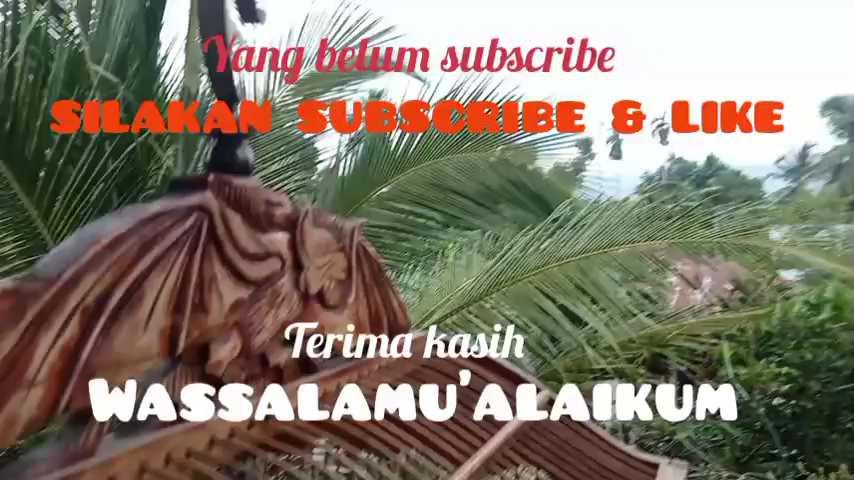 Yang belum subscribe
SILAKAN SUBSCRIBE & LIKE
Terima kasih
WASSALAMU'ALAIKUM